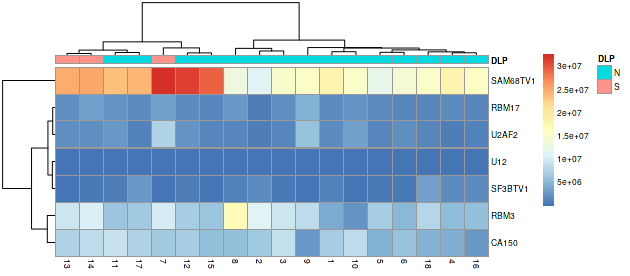 DLP
SAM68TV1
RBM17
U2AF2
U12
SF3BTV1
RBM3
CA150
13 14 11 17 7 12 15 8 2 3 9 1 10 5 6 18 4 16
3e+07
2.5e+07
2e+07
1.5e+07
1e+07
5e+06
DLP
N
S